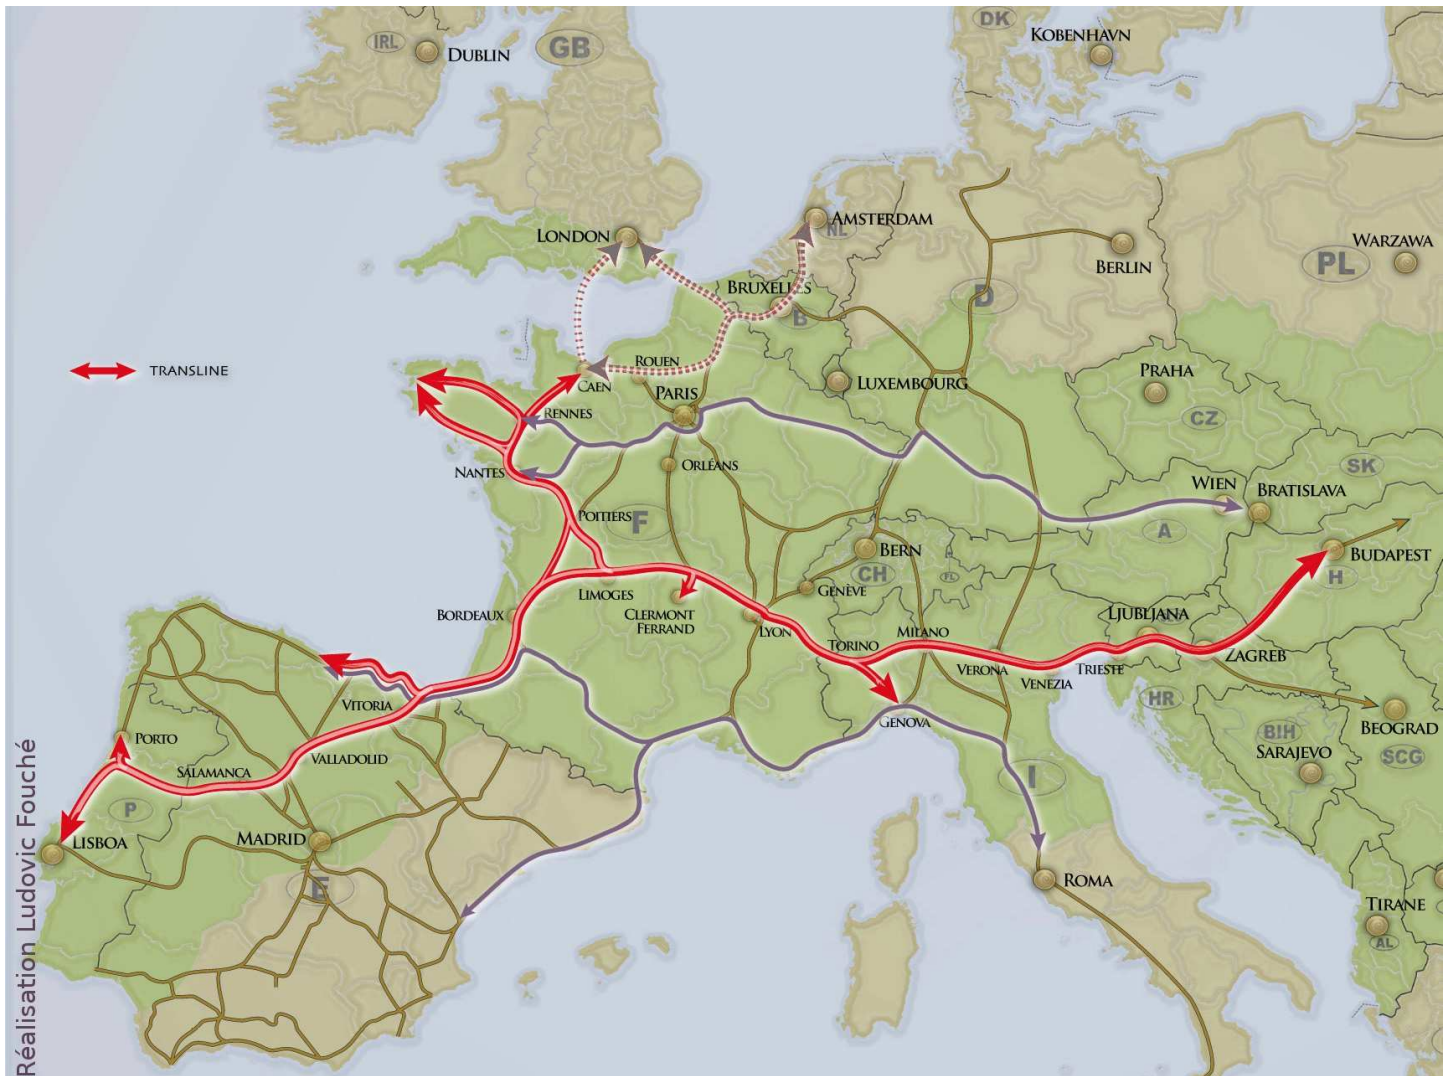 DK
KOBENHAVN
IRL
DUBLIN
GB
AMSTERDAM
NL
LONDON
WARZAWA
PL
BERLIN
BRUXELLES
B
D
TRANSLINE
ROUEN
CAEN
PARIS
LUXEMBOURG
PRAHA
CZ
RENNES
NANTES
ORLÉANS
SK
WIEN
BRATISLAVA
POITIERS
F
A
BERN
CH
FL
BUDAPEST
H
GENÈVE
LIMOGES
BORDEAUX
CLERMONT
FERRAND
LYON
TORINO
MILANO
LJUBLJANA
VERONA
VENEZIA
TRIESTE
ZAGREB
VITORIA
HR
GENOVA
BIH
BEOGRAD
PORTO
VALLADOLID
SALAMANCA
SARAJEVO
SCG
I
P
MADRID
LISBOA
E
ROMA
TIRANE
AL
Réalisation Ludovic Fouché